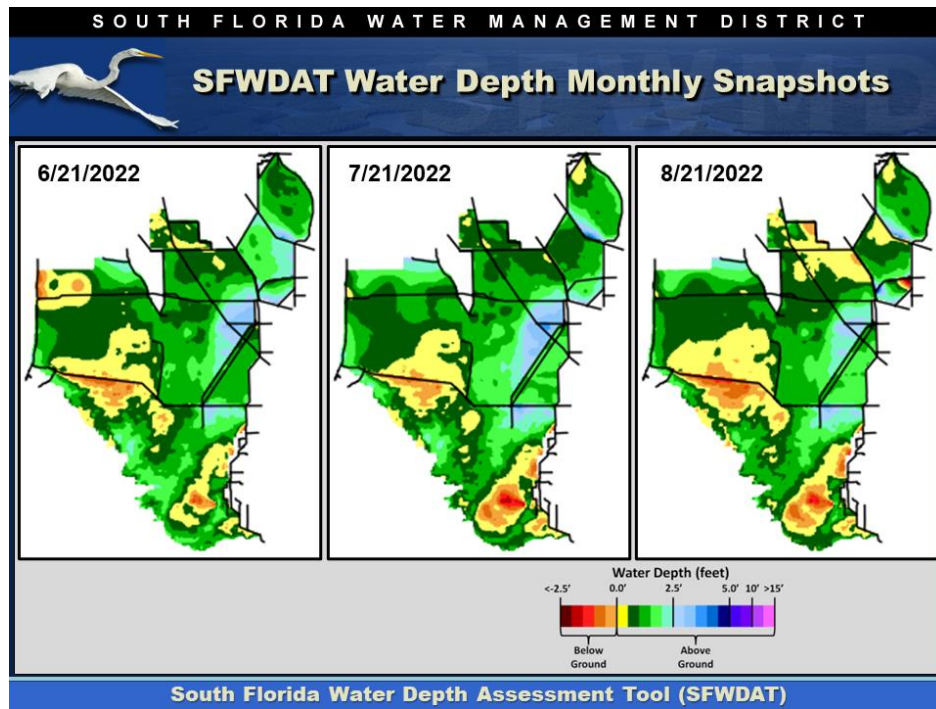 SOUTH FLORIDA WATER MANAGEMENT DISTRICT
SFWDAT Water Depth Monthly Snapshots
6/21/2022
7/21/2022
8/21/2022
Water Depth (feet)
<-2.5' 0.0' 2.5' 5.0' 10' >15'
Below Ground
Above Ground
South Florida Water Depth Assessment Tool (SFWDAT)